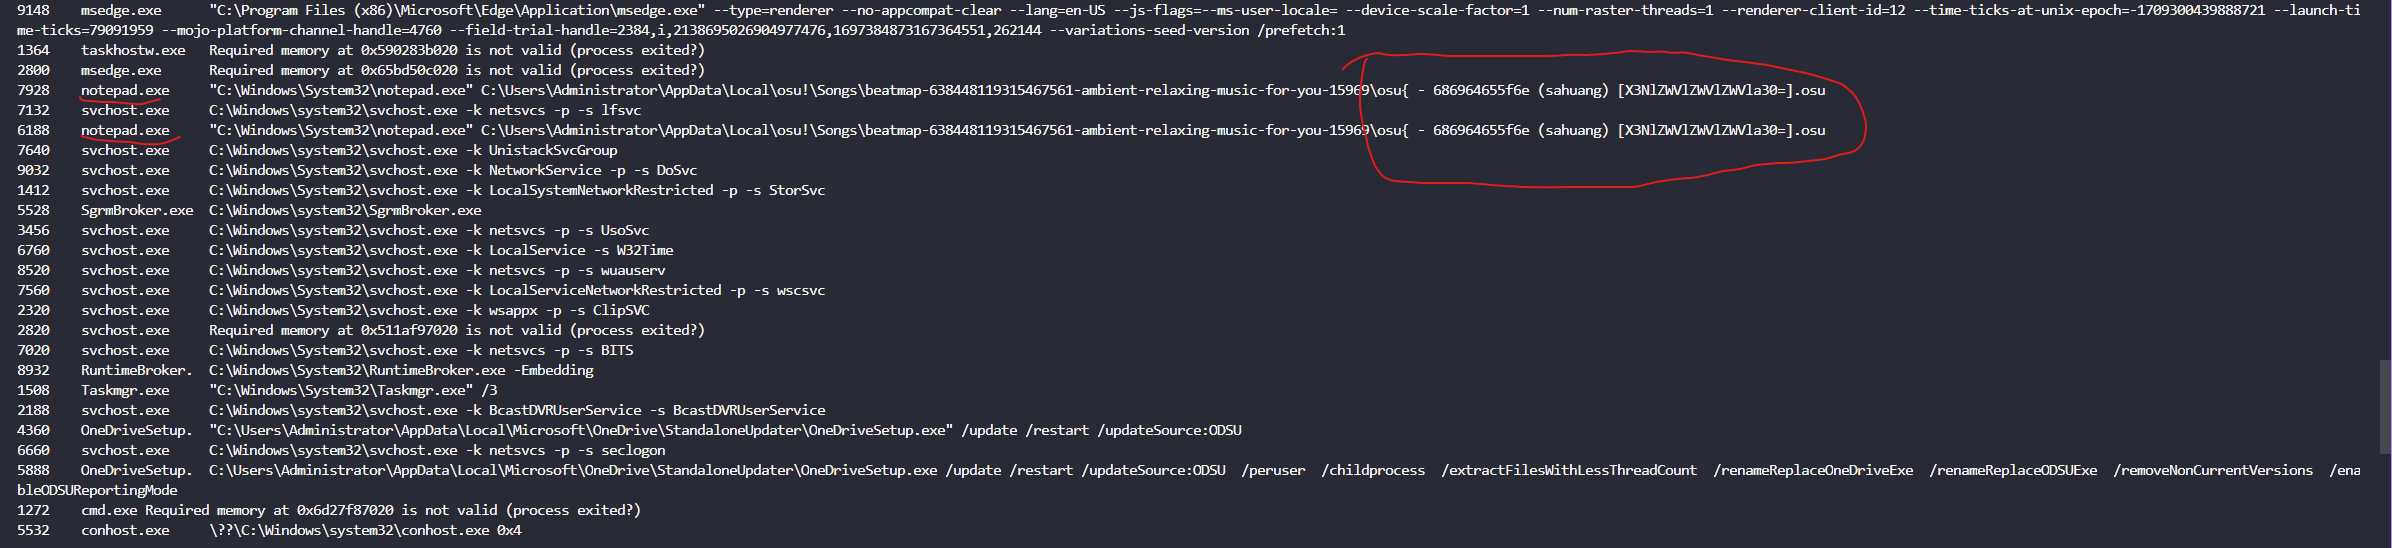 9148    msedge.exe      "C:\Program Files (x86)\Microsoft\Edge\Application\msedge.exe" --type=renderer --no-appcompat-clear --lang=en-US --js-flags=--ms-user-locale= --device-scale-factor=1 --num-raster-threads=1 --renderer-client-id=12 --time-ticks-at-unix-epoch=-1709300439888721 --launch-ti
me-ticks=79091959 --mojo-platform-channel-handle=4760 --field-trial-handle=2384,i,2138695026904977476,1697384873167364551,262144 --variations-seed-version /prefetch:1
1364    taskhostw.exe   Required memory at 0x590283b020 is not valid (process exited?)
2800    msedge.exe      Required memory at 0x65bd50c020 is not valid (process exited?)
7928    notepad.exe     "C:\Windows\System32\notepad.exe" C:\Users\Administrator\AppData\Local\osu!\Songs\beatmap-638448119315467561-ambient-relaxing-music-for-you-15969\osu{ - 686964655f6e (sahuang) [X3NlZWVlZWVlZWVla30=].osu
7132    svchost.exe     C:\Windows\system32\svchost.exe -k netsvcs -p -s lfsvc
6188    notepad.exe     "C:\Windows\System32\notepad.exe" C:\Users\Administrator\AppData\Local\osu!\Songs\beatmap-638448119315467561-ambient-relaxing-music-for-you-15969\osu{ - 686964655f6e (sahuang) [X3NlZWVlZWVlZWVla30=].osu
7640    svchost.exe     C:\Windows\system32\svchost.exe -k UnistackSvcGroup
9032    svchost.exe     C:\Windows\system32\svchost.exe -k NetworkService -p -s DoSvc
1412    svchost.exe     C:\Windows\system32\svchost.exe -k LocalSystemNetworkRestricted -p -s StorSvc
5528    SgrmBroker.exe  C:\Windows\system32\SgrmBroker.exe
3456    svchost.exe     C:\Windows\system32\svchost.exe -k netsvcs -p -s UsoSvc
6760    svchost.exe     C:\Windows\system32\svchost.exe -k LocalService -s W32Time
8520    svchost.exe     C:\Windows\system32\svchost.exe -k netsvcs -p -s wuauserv
7560    svchost.exe     C:\Windows\system32\svchost.exe -k LocalServiceNetworkRestricted -p -s wscsvc
2320    svchost.exe     C:\Windows\system32\svchost.exe -k wsappx -p -s ClipSVC
2820    svchost.exe     Required memory at 0x511af97020 is not valid (process exited?)
7020    svchost.exe     C:\Windows\System32\svchost.exe -k netsvcs -p -s BITS
8932    RuntimeBroker.  C:\Windows\System32\RuntimeBroker.exe -Embedding
1508    Taskmgr.exe     "C:\Windows\System32\Taskmgr.exe" /3
2188    svchost.exe     C:\Windows\system32\svchost.exe -k BcastDVRUserService -s BcastDVRUserService
4360    OneDriveSetup.  "C:\Users\Administrator\AppData\Local\Microsoft\OneDrive\StandaloneUpdater\OneDriveSetup.exe" /update /restart /updateSource:ODSU
6660    svchost.exe     C:\Windows\system32\svchost.exe -k netsvcs -p -s seclogon
5888    OneDriveSetup.  C:\Users\Administrator\AppData\Local\Microsoft\OneDrive\StandaloneUpdater\OneDriveSetup.exe /update /restart /updateSource:ODSU  /peruser  /childprocess  /extractFilesWithLessThreadCount  /renameReplaceOneDriveExe  /renameReplaceODSUExe  /removeNonCurrentVersions  /ena
bleODSUReportingMode
1272    cmd.exe Required memory at 0x6d27f87020 is not valid (process exited?)
5532    conhost.exe     \??\C:\Windows\system32\conhost.exe 0x4